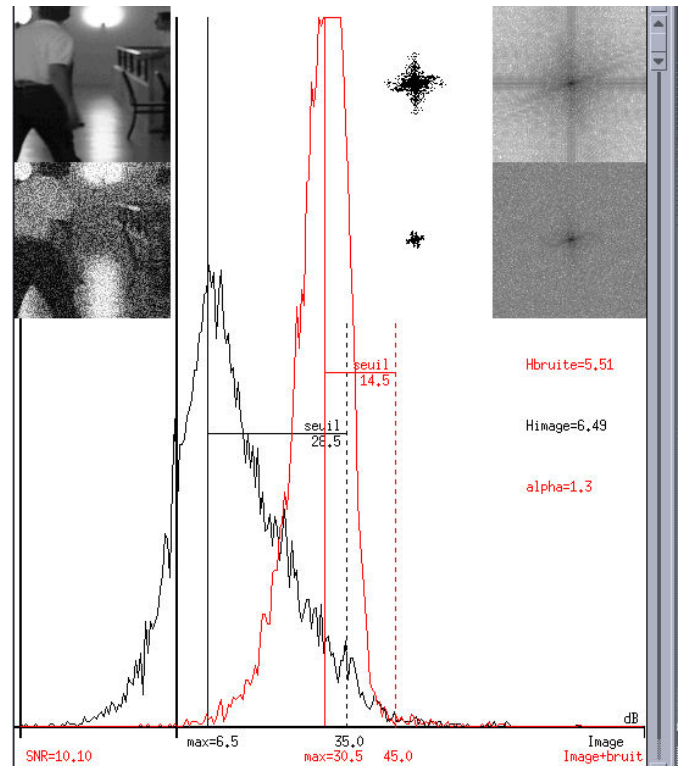 Hbruite=5.51
seuil
14.5
seuil
28.5
Himage=6.49
alpha=1.3
dB
max=6.5 35.0 Image
SNR=10.10 max=30.5 45.0 Image+bruit